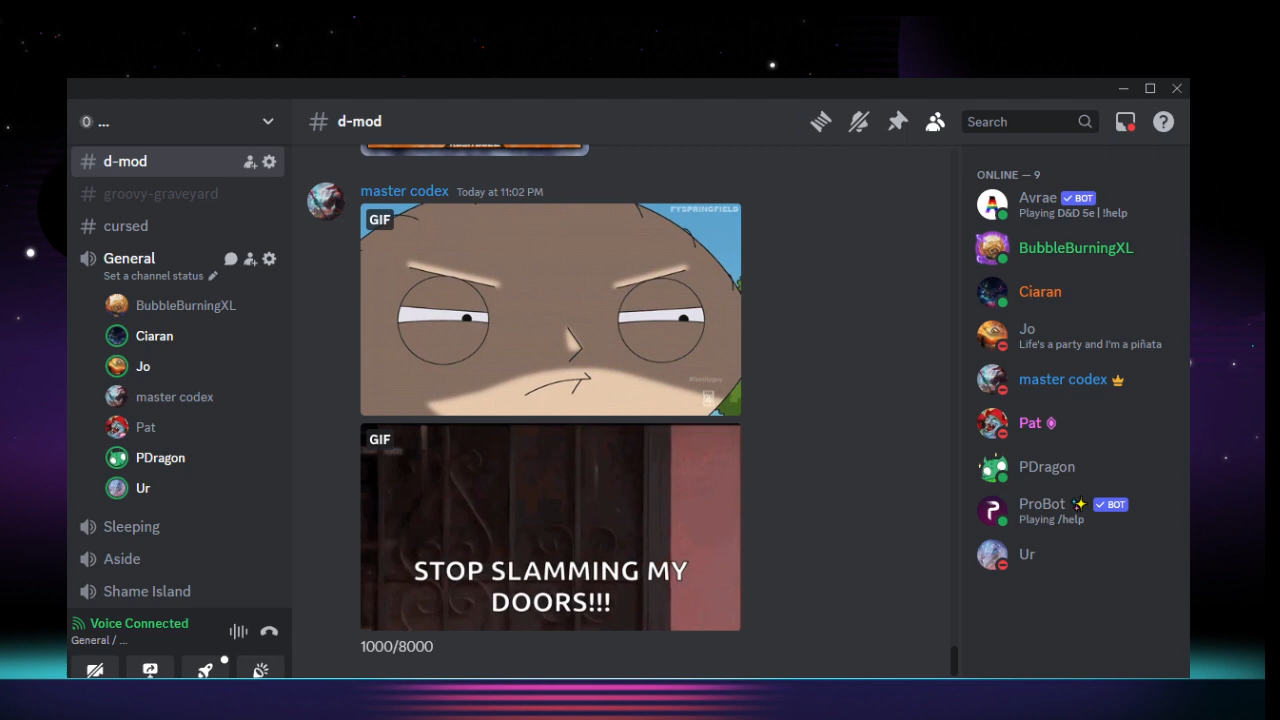 0 ...
# d-mod
Search
d-mod
groovy-graveyard
cursed
General
Set a channel status
BubbleBurningXL
Ciaran
Jo
master codex
Pat
PDragon
Ur
Sleeping
Aside
Shame Island
Voice Connected
General / ...
master codex Today at 11:02 PM
GIF
FYSPRINGFIELD
GIF
STOP SLAMMING MY
DOORS!!!
1000/8000
ONLINE — 9
Avrae BOT
Playing D&D 5e | !help
BubbleBurningXL
Ciaran
Jo
Life's a party and I'm a piñata
master codex
Pat
PDragon
ProBot BOT
Playing /help
Ur